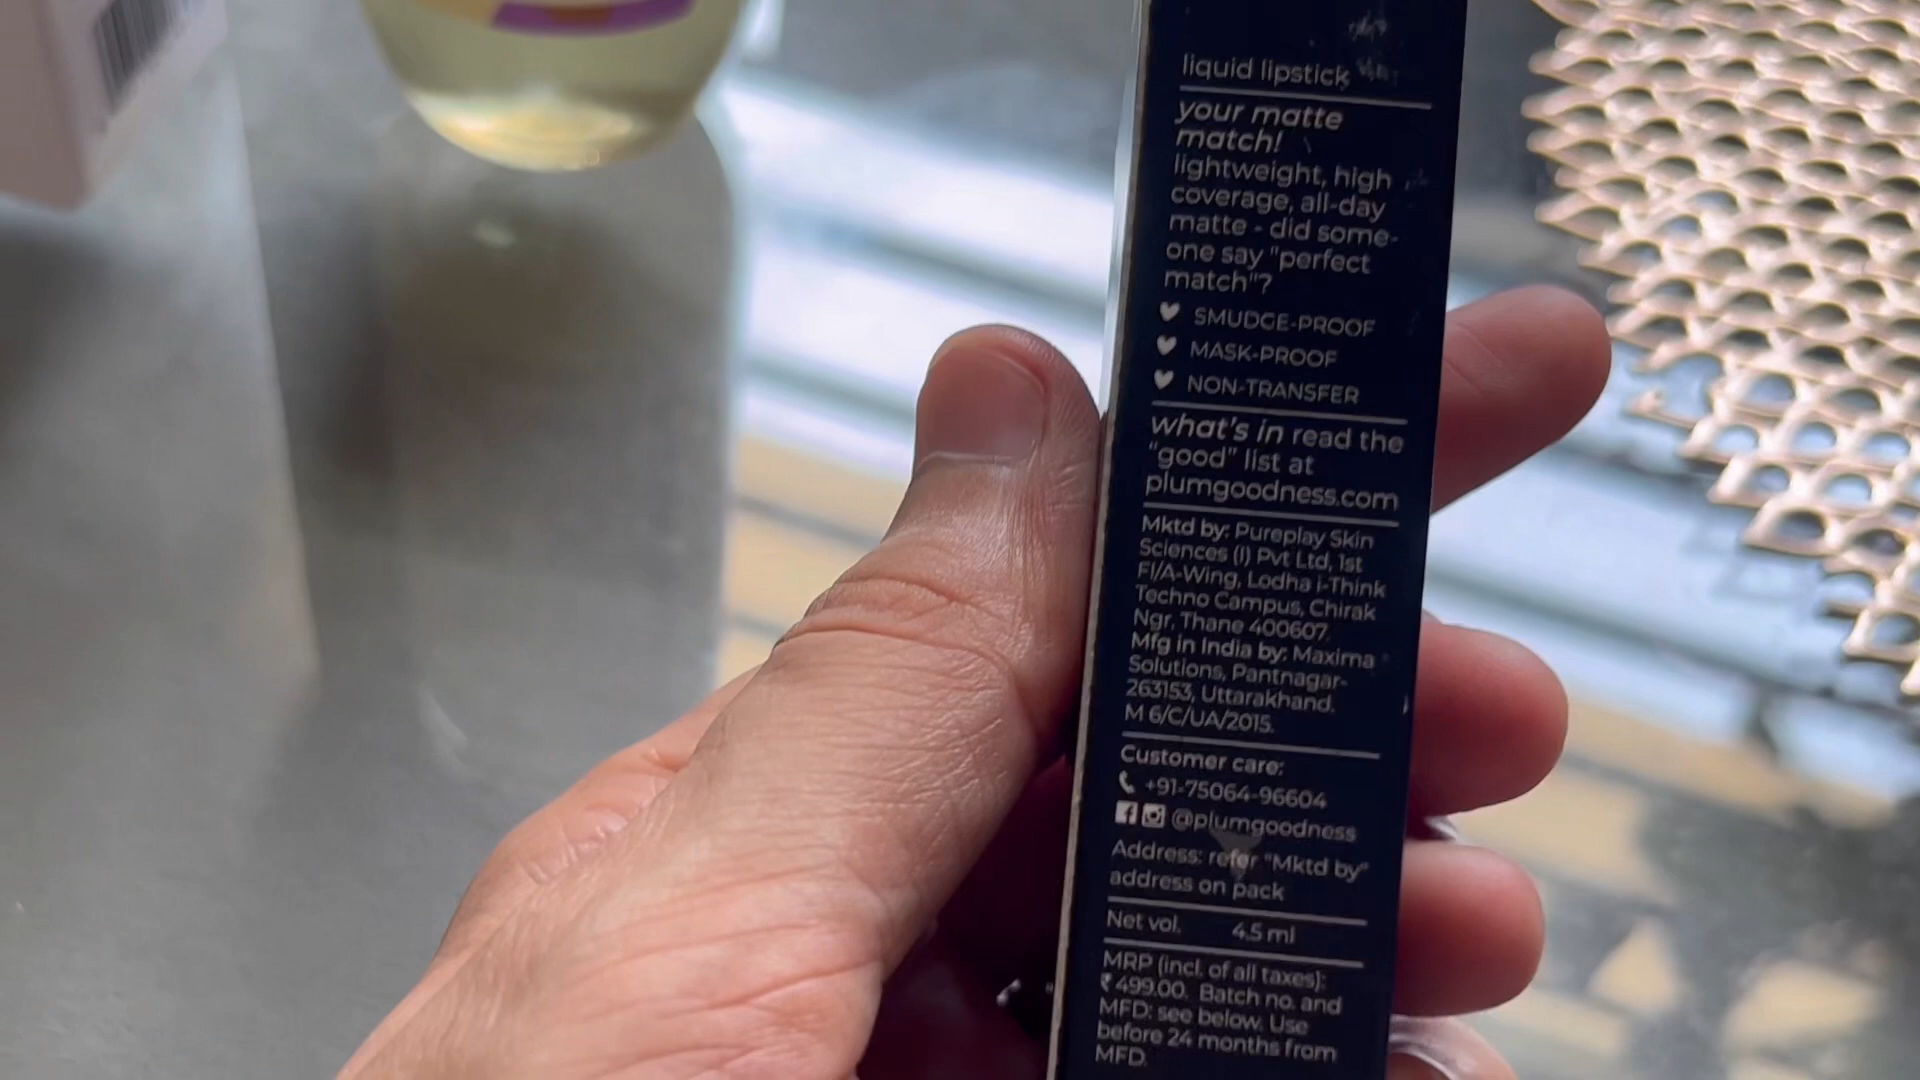 liquid lipstick
your matte
match!
lightweight, high
coverage, all-day
matte - did some-
one say "perfect
match"?
SMUDGE-PROOF
MASK-PROOF
NON-TRANSFER
what's in read the
"good" list at
plumgoodness.com
Mktd by: Pureplay Skin
Sciences (I) Pvt Ltd, 1st
Fl/A-Wing, Lodha i-Think
Techno Campus, Chirak
Ngr, Thane 400607.
Mfg in India by: Maxima
Solutions, Pantnagar-
263153, Uttarakhand.
M 6/C/UA/2015.
Customer care:
+91-75064-96604
@plumgoodness
Address: refer "Mktd by"
address on pack
Net vol. 4.5 ml
MRP (incl. of all taxes):
₹499.00. Batch no. and
MFD: see below. Use
before 24 months from
MFD.